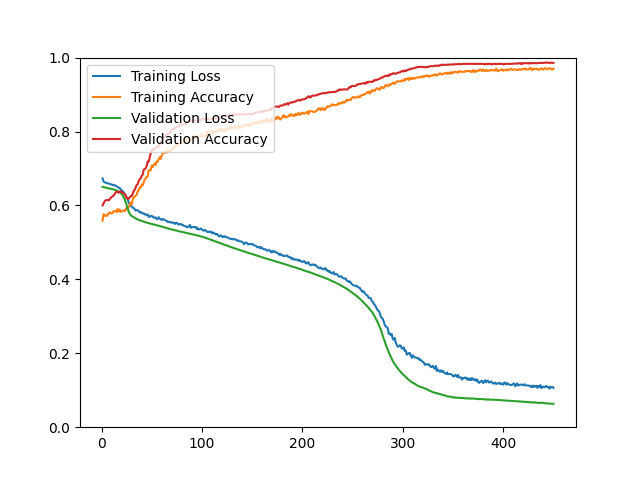 1.0
0.8
0.6
0.4
0.2
0.0
0 100 200 300 400
Training Loss
Training Accuracy
Validation Loss
Validation Accuracy